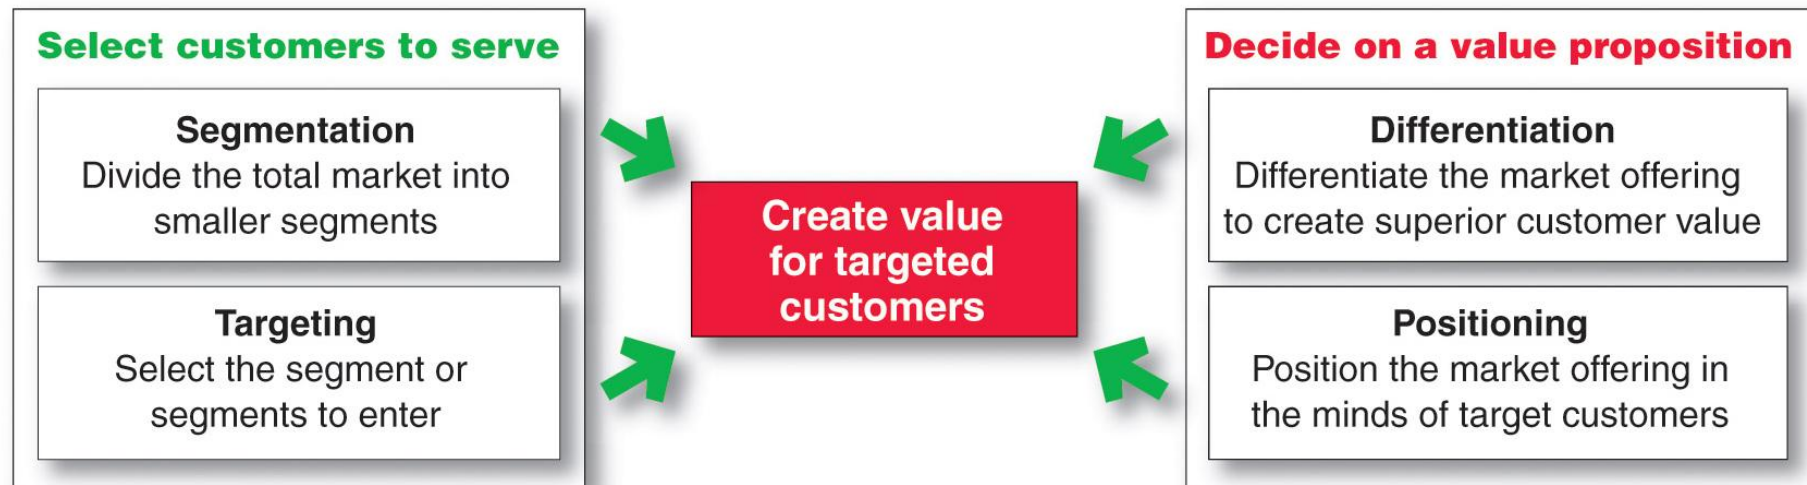 Select customers to serve
Segmentation
Divide the total market into
smaller segments
Targeting
Select the segment or
segments to enter
Create value
for targeted
customers
Decide on a value proposition
Differentiation
Differentiate the market offering
to create superior customer value
Positioning
Position the market offering in
the minds of target customers